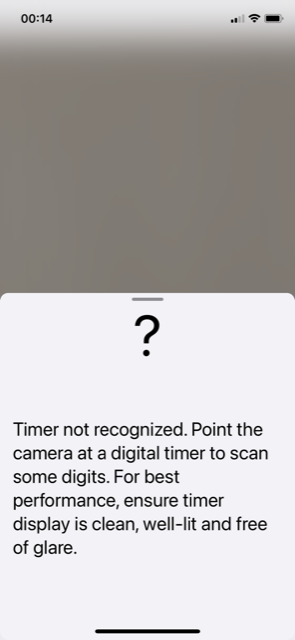 00:14
?
Timer not recognized. Point the
camera at a digital timer to scan
some digits. For best
performance, ensure timer
display is clean, well-lit and free
of glare.